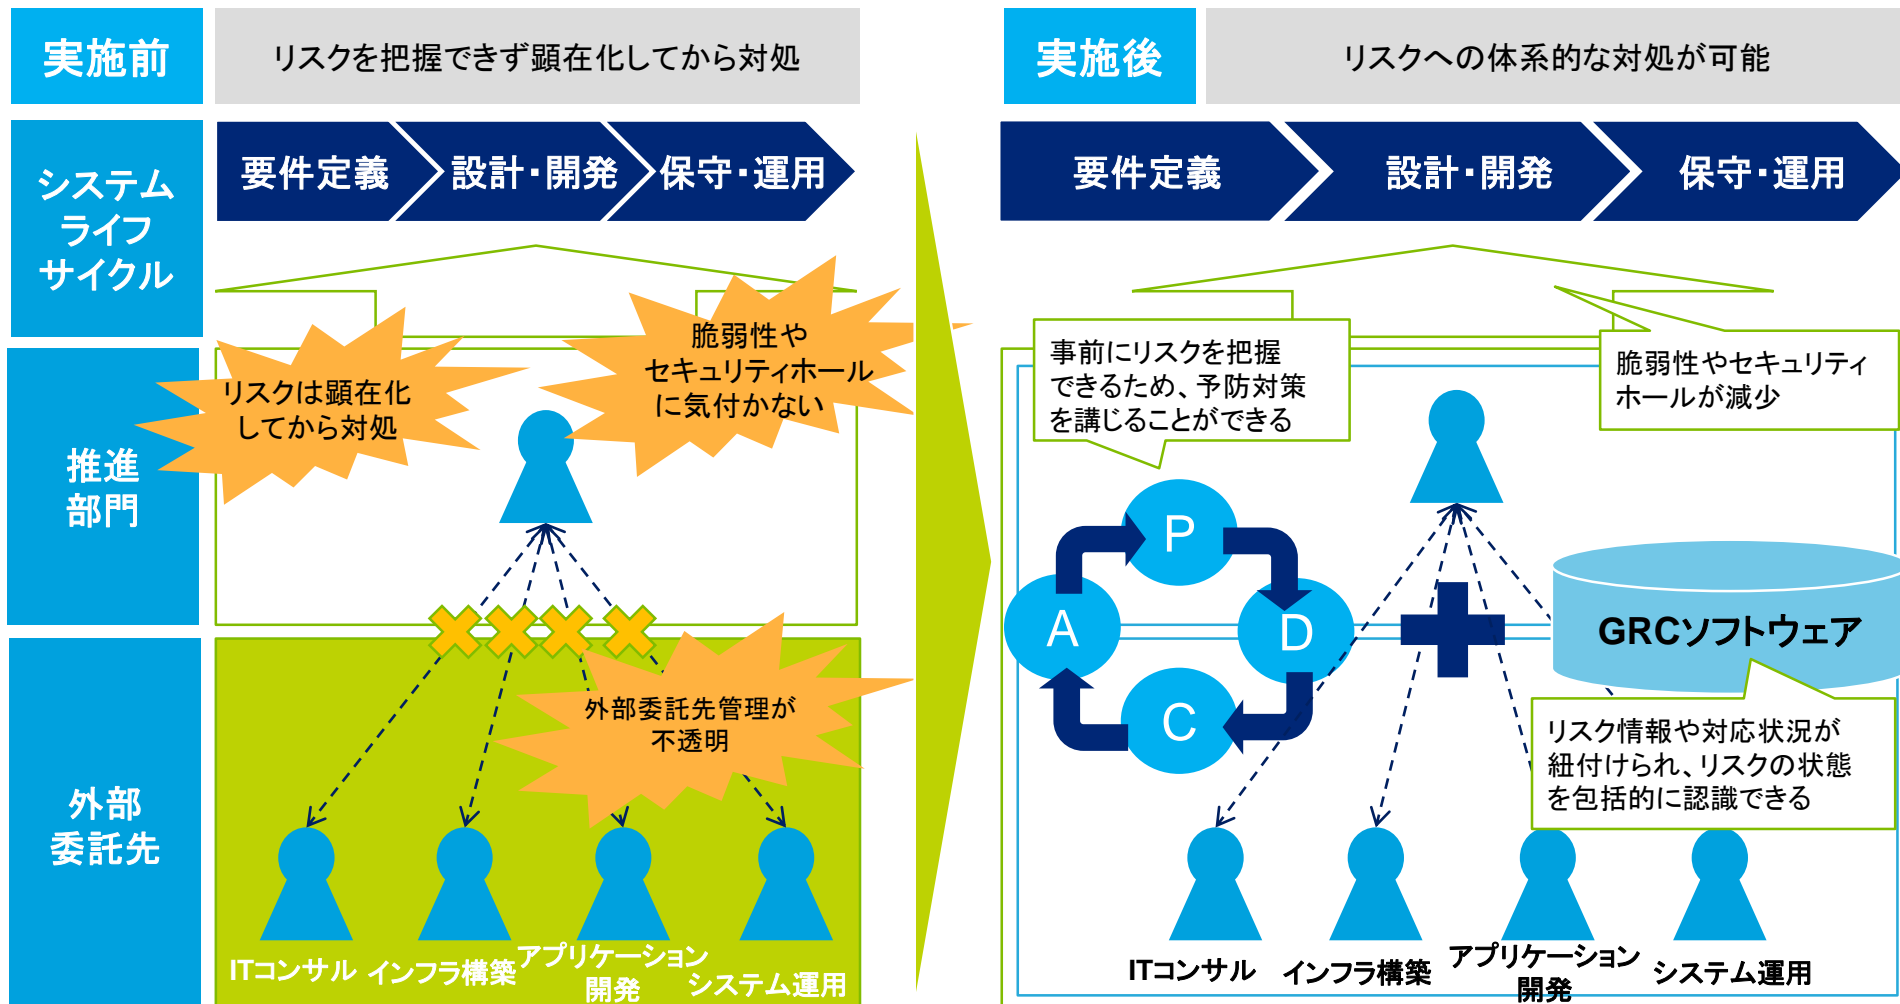 実施前
リスクを把握できず顕在化してから対処
システム
ライフ
サイクル
要件定義
設計・開発
保守・運用
脆弱性や
セキュリティホール
に気付かない
リスクは顕在化
してから対処
推進
部門
外部委託先管理が
不透明
外部
委託先
ITコンサル
インフラ構築
アプリケーション
開発
システム運用
実施後
リスクへの体系的な対処が可能
要件定義
設計・開発
保守・運用
事前にリスクを把握
できるため、予防対策
を講じることができる
脆弱性やセキュリティ
ホールが減少
P
A
D
C
GRCソフトウェア
リスク情報や対応状況が
紐付けられ、リスクの状態
を包括的に認識できる
ITコンサル
インフラ構築
アプリケーション
開発
システム運用